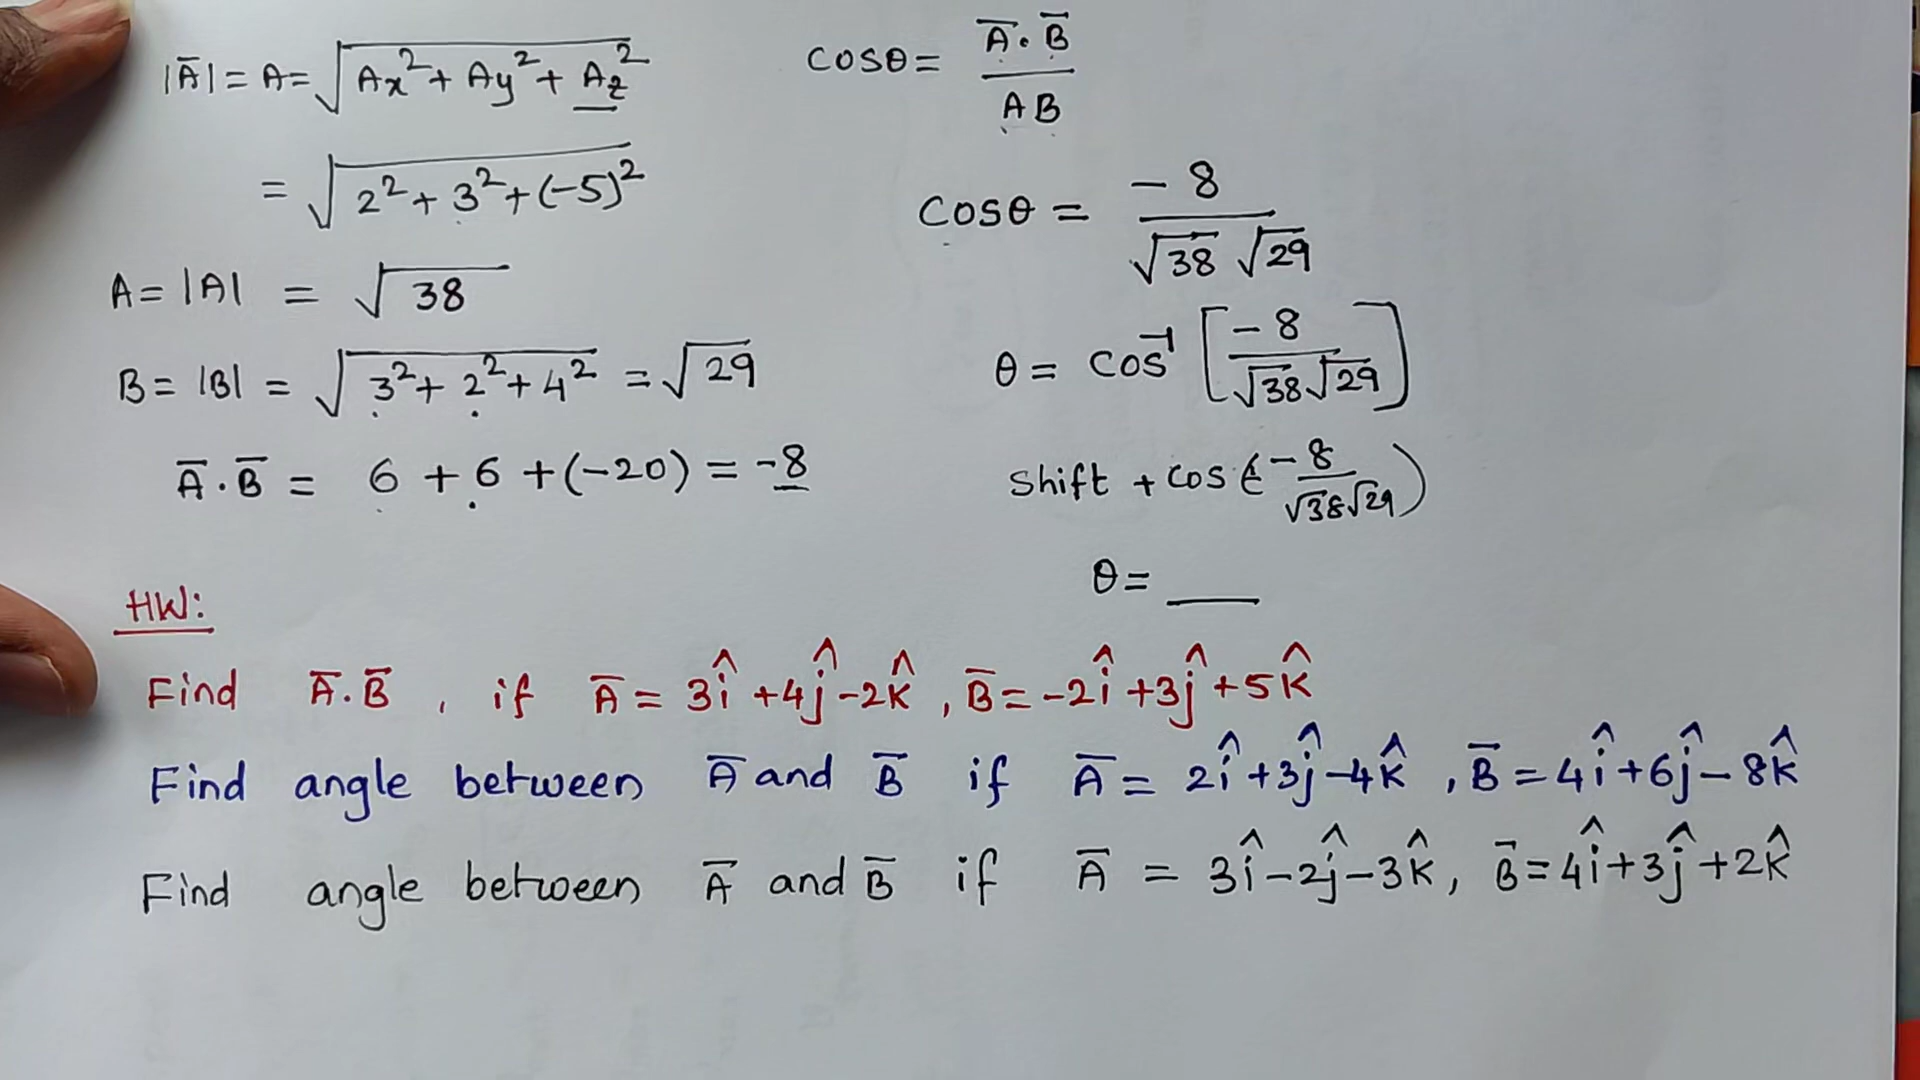 |A̅| = A = √(Ax² + Ay² + Az²)
= √(2² + 3² + (-5)²)
A = |A| = √38
B = |B| = √(3² + 2² + 4²) = √29
A̅ . B̅ = 6 + 6 + (-20) = -8
cosθ = A̅ . B̅ / AB
cosθ = -8 / √38 √29
θ = cos⁻¹ [-8 / √38 √29]
Shift + cos (-8 / √38 √29)
θ = ___
HW:
Find A̅.B̅ , if A̅ = 3î +4ĵ -2k̂ , B̅ = -2î +3ĵ +5k̂
Find angle between A̅ and B̅ if A̅ = 2î +3ĵ -4k̂ , B̅ = 4î +6ĵ - 8k̂
Find angle between A̅ and B̅ if A̅ = 3î -2ĵ -3k̂, B̅ = 4î +3ĵ +2k̂